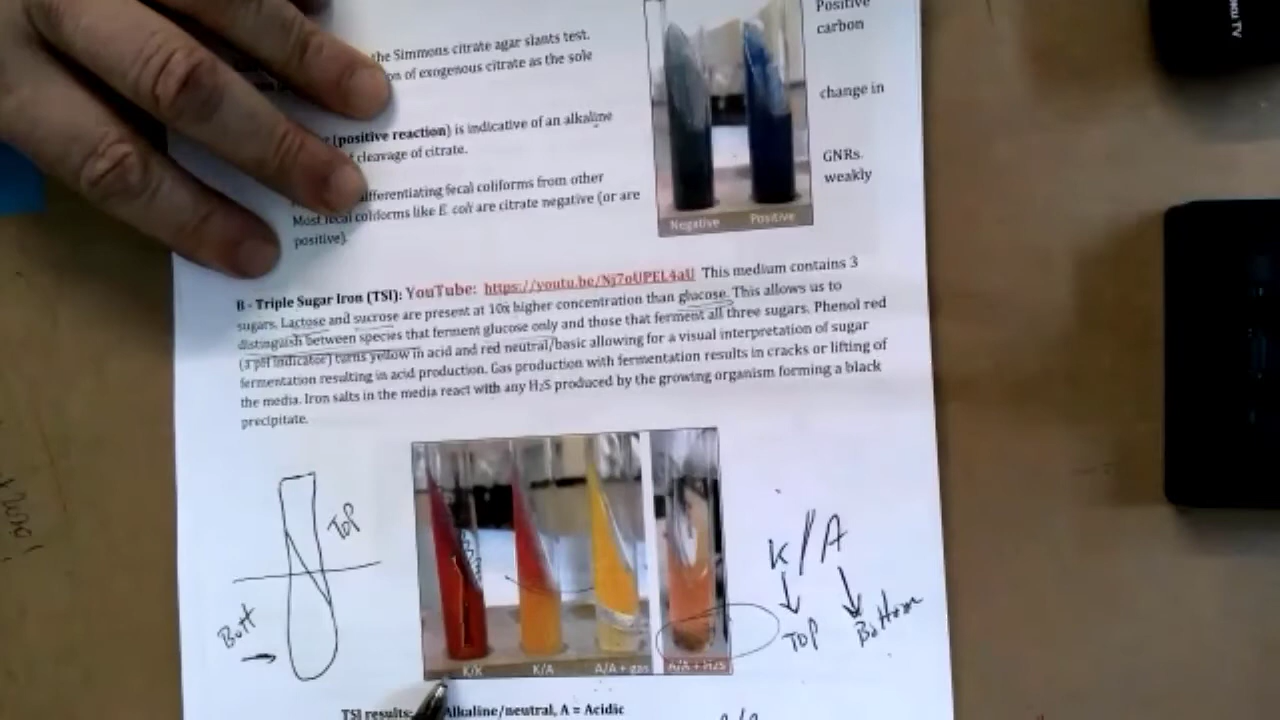 Positive
carbon
the Simmons citrate agar slants test.
of exogenous citrate as the sole
change in
(positive reaction) is indicative of an alkaline
cleavage of citrate.
GNRs.
weakly
differentiating fecal coliforms from other
Most fecal coliforms like E. coli are citrate negative (or are
positive).
Negative Positive
B - Triple Sugar Iron (TSI): YouTube: https://youtu.be/Nj7oUPEL4aU This medium contains 3
sugars. Lactose and sucrose are present at 10x higher concentration than glucose. This allows us to
distinguish between species that ferment glucose only and those that ferment all three sugars. Phenol red
(a pH indicator) turns yellow in acid and red neutral/basic allowing for a visual interpretation of sugar
fermentation resulting in acid production. Gas production with fermentation results in cracks or lifting of
the media. Iron salts in the media react with any H₂S produced by the growing organism forming a black
precipitate.
Top
Bott
K/A
Top Bottom
K/K K/A A/A + gas A/A + H2S
TSI results: Alkaline/neutral, A = Acidic